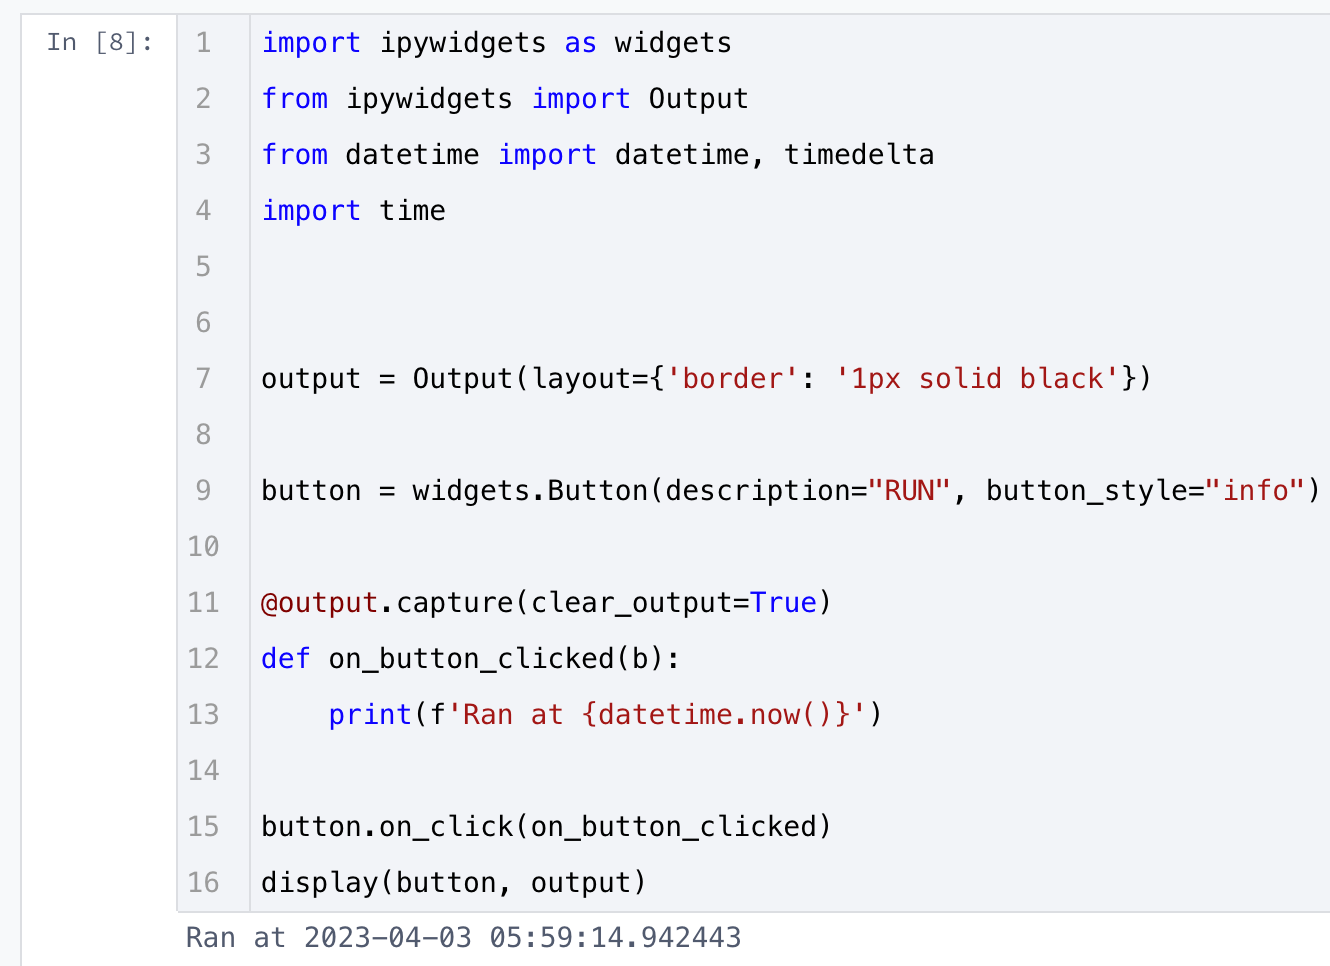 In [8]:
1 import ipywidgets as widgets
2 from ipywidgets import Output
3 from datetime import datetime, timedelta
4 import time
5
6
7 output = Output(layout={'border': '1px solid black'})
8
9 button = widgets.Button(description="RUN", button_style="info")
10
11 @output.capture(clear_output=True)
12 def on_button_clicked(b):
13     print(f'Ran at {datetime.now()}')
14
15 button.on_click(on_button_clicked)
16 display(button, output)
Ran at 2023-04-03 05:59:14.942443